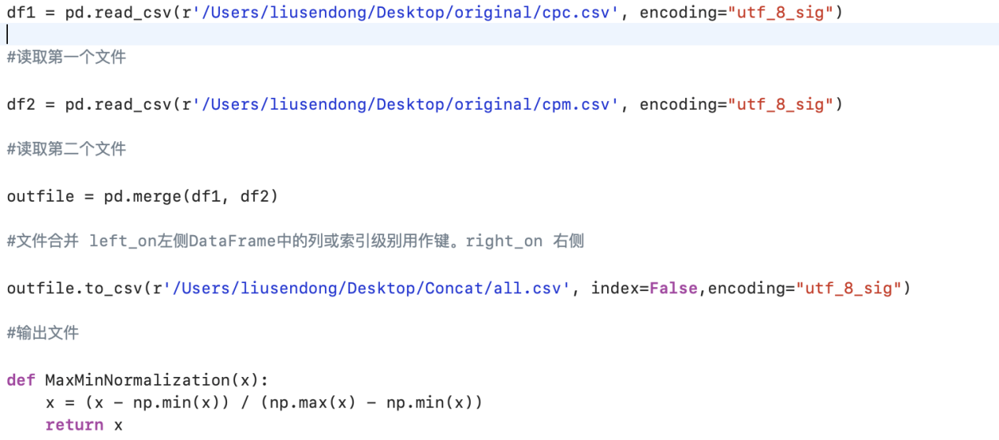 df1 = pd.read_csv(r'/Users/liusendong/Desktop/original/cpc.csv', encoding="utf_8_sig")
#读取第一个文件
df2 = pd.read_csv(r'/Users/liusendong/Desktop/original/cpm.csv', encoding="utf_8_sig")
#读取第二个文件
outfile = pd.merge(df1, df2)
#文件合并 left_on左侧DataFrame中的列或索引级别用作键。right_on 右侧
outfile.to_csv(r'/Users/liusendong/Desktop/Concat/all.csv', index=False,encoding="utf_8_sig")
#输出文件
def MaxMinNormalization(x):
    x = (x - np.min(x)) / (np.max(x) - np.min(x))
    return x